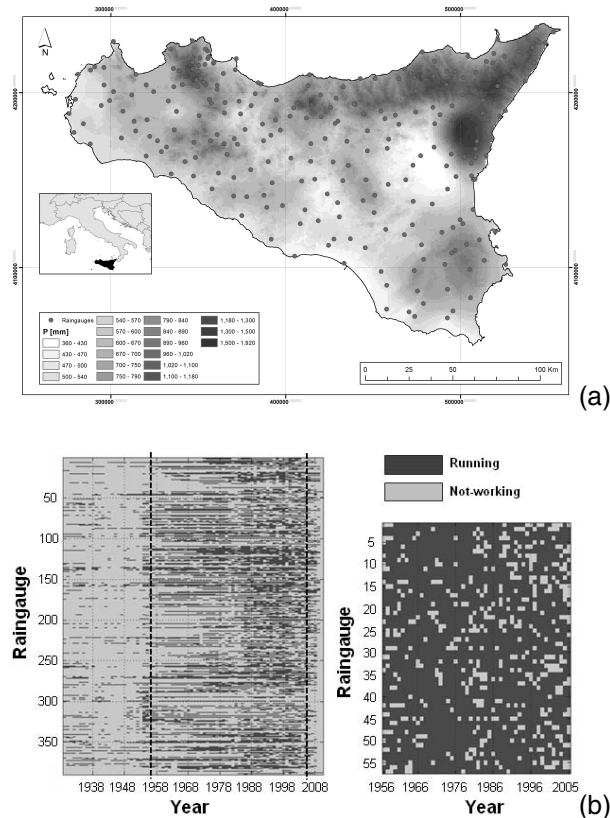 300000 400000 500000
N
4200000
4200000
4100000
4100000
Raingauges
P [mm]
360 - 430
430 - 470
470 - 500
500 - 540
540 - 570
570 - 600
600 - 670
670 - 700
700 - 750
750 - 790
790 - 840
840 - 890
890 - 960
960 - 1,020
1,020 - 1,100
1,100 - 1,180
1,180 - 1,300
1,300 - 1,500
1,500 - 1,920
0 25 50 100 Km
300000 400000 500000
(a)
Raingauge
50
100
150
200
250
300
350
1938 1948 1958 1968 1978 1988 1998 2008
Year
Running
Not-working
Raingauge
5
10
15
20
25
30
35
40
45
50
55
1956 1966 1976 1986 1996 2005
Year
(b)